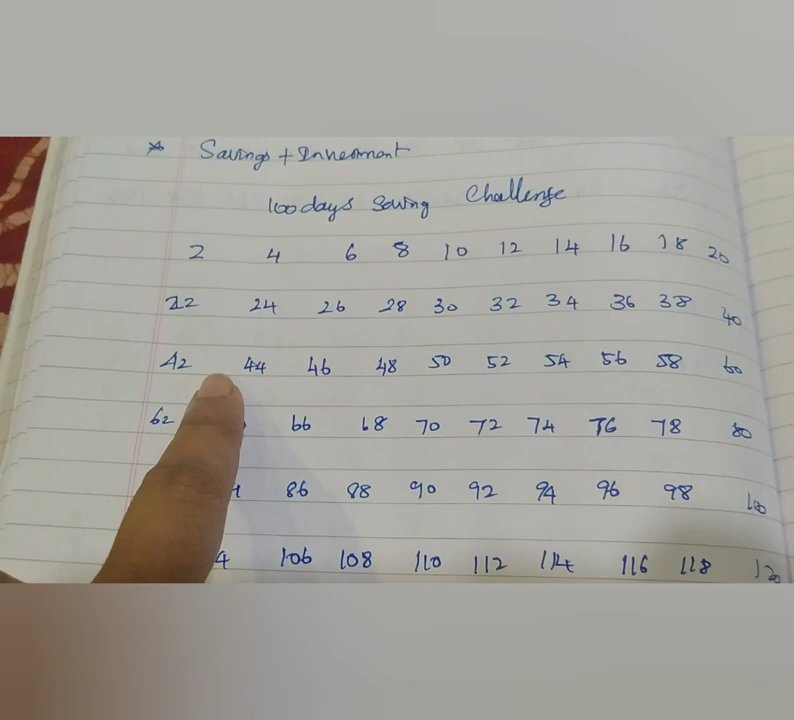 * Savings + Invesment
100 days Saving Challenge
2 4 6 8 10 12 14 16 18 20
22 24 26 28 30 32 34 36 38 40
42 44 46 48 50 52 54 56 58 60
62 66 68 70 72 74 76 78 80
86 88 90 92 94 96 98 100
106 108 110 112 114 116 118 120